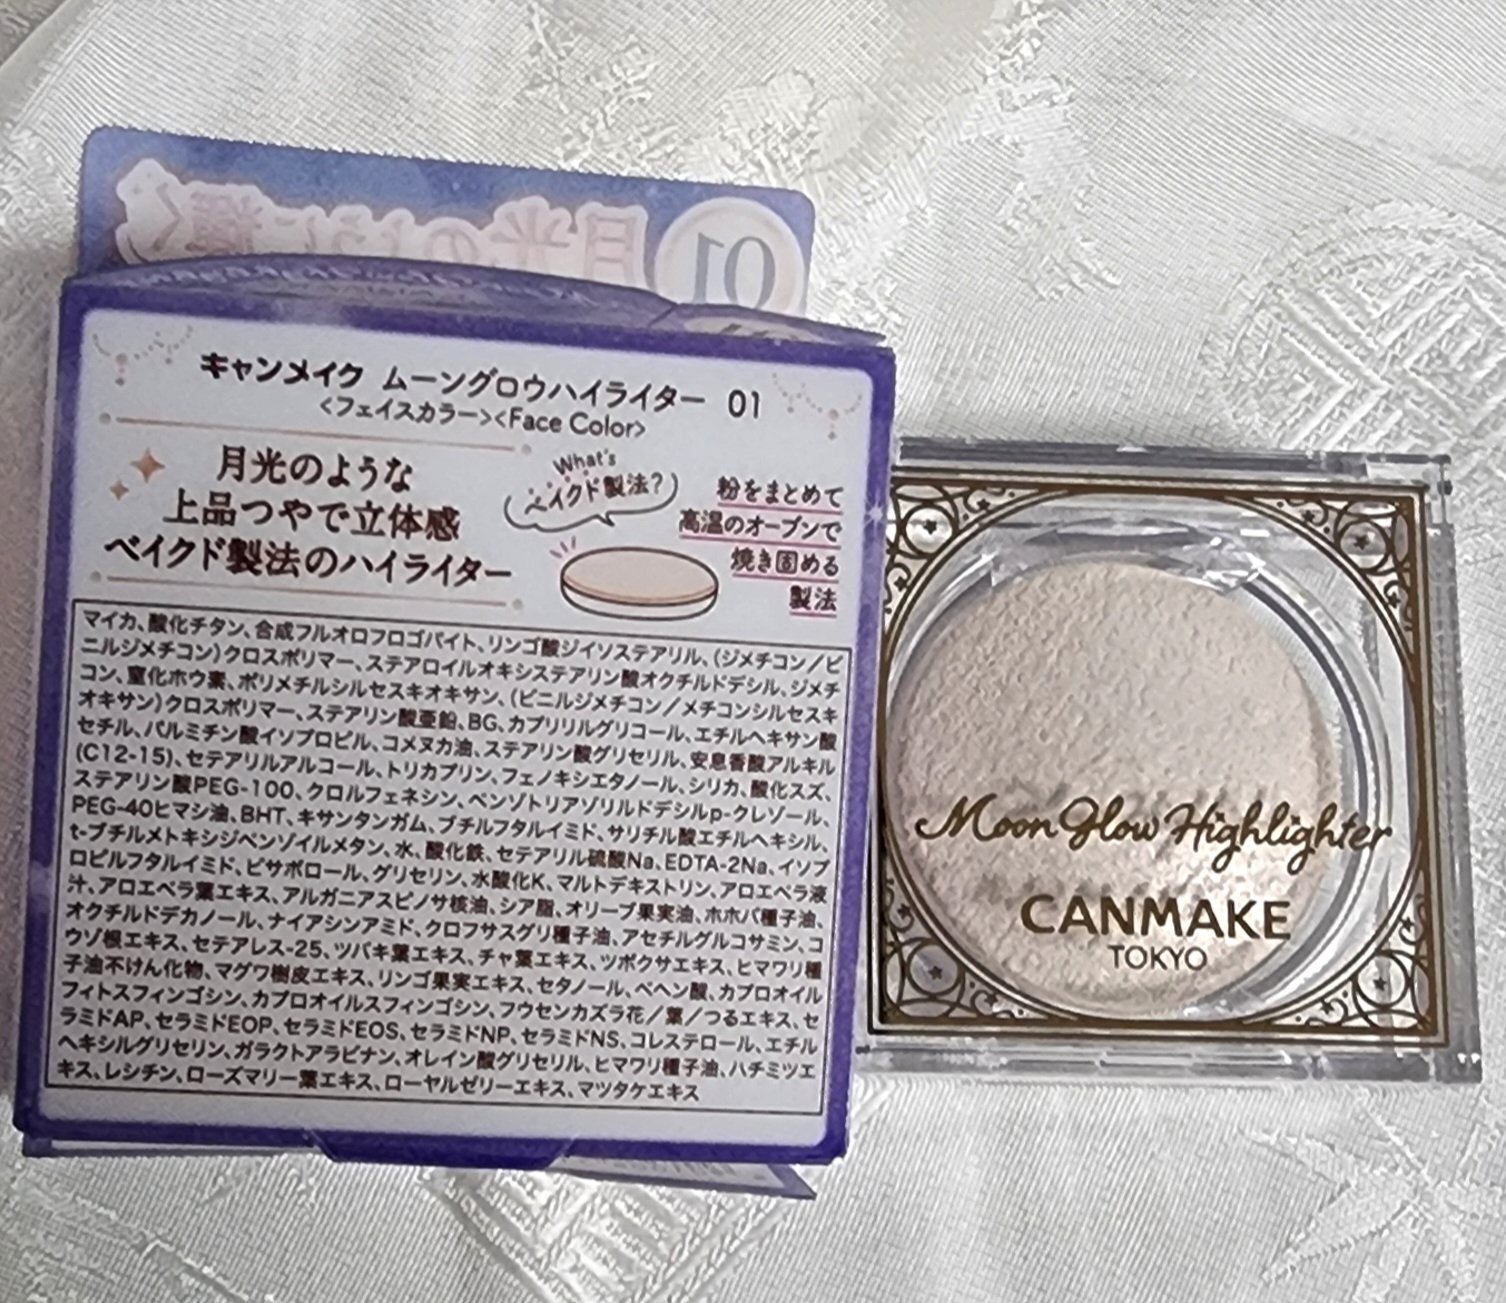 月光のように輝く
01
キャンメイク ムーングロウハイライター 01
<フェイスカラー><Face Color>
月光のような
上品つやで立体感
ベイクド製法のハイライター
What's
ベイクド製法?
粉をまとめて
高温のオーブンで
焼き固める
製法
マイカ、酸化チタン、合成フルオロフロゴパイト、リンゴ酸ジイソステアリル、(ジメチコン/ビ
ニルジメチコン)クロスポリマー、ステアロイルオキシステアリン酸オクチルドデシル、ジメチ
コン、窒化ホウ素、ポリメチルシルセスキオキサン、(ビニルジメチコン/メチコンシルセスキ
オキサン)クロスポリマー、ステアリン酸亜鉛、BG、カプリリルグリコール、エチルヘキサン酸
セチル、パルミチン酸イソプロピル、コメヌカ油、ステアリン酸グリセリル、安息香酸アルキル
(C12-15)、セテアリルアルコール、トリカプリン、フェノキシエタノール、シリカ、酸化スズ、
ステアリン酸PEG-100、クロルフェネシン、ベンゾトリアゾリルドデシルp-クレゾール、
PEG-40ヒマシ油、BHT、キサンタンガム、ブチルフタルイミド、サリチル酸エチルヘキシル、
t-ブチルメトキシジベンゾイルメタン、水、酸化鉄、セテアリル硫酸Na、EDTA-2Na、イソプ
ロピルフタルイミド、ビサボロール、グリセリン、水酸化K、マルトデキストリン、アロエベラ液
汁、アロエベラ葉エキス、アルガニアスピノサ核油、シア脂、オリーブ果実油、ホホバ種子油、
オクチルドデカノール、ナイアシンアミド、クロフサスグリ種子油、アセチルグルコサミン、コ
ウゾ根エキス、セテアレス-25、ツバキ葉エキス、チャ葉エキス、ツボクサエキス、ヒマワリ種
子油不けん化物、マグワ樹皮エキス、リンゴ果実エキス、セタノール、ベヘン酸、カプロオイル
フィトスフィンゴシン、カプロオイルスフィンゴシン、フウセンカズラ花/葉/つるエキス、セ
ラミドAP、セラミドEOP、セラミドEOS、セラミドNP、セラミドNS、コレステロール、エチル
ヘキシルグリセリン、ガラクトアラビナン、オレイン酸グリセリル、ヒマワリ種子油、ハチミツエ
キス、レシチン、ローズマリー葉エキス、ローヤルゼリーエキス、マツタケエキス
Moon Glow Highlighter
CANMAKE
TOKYO